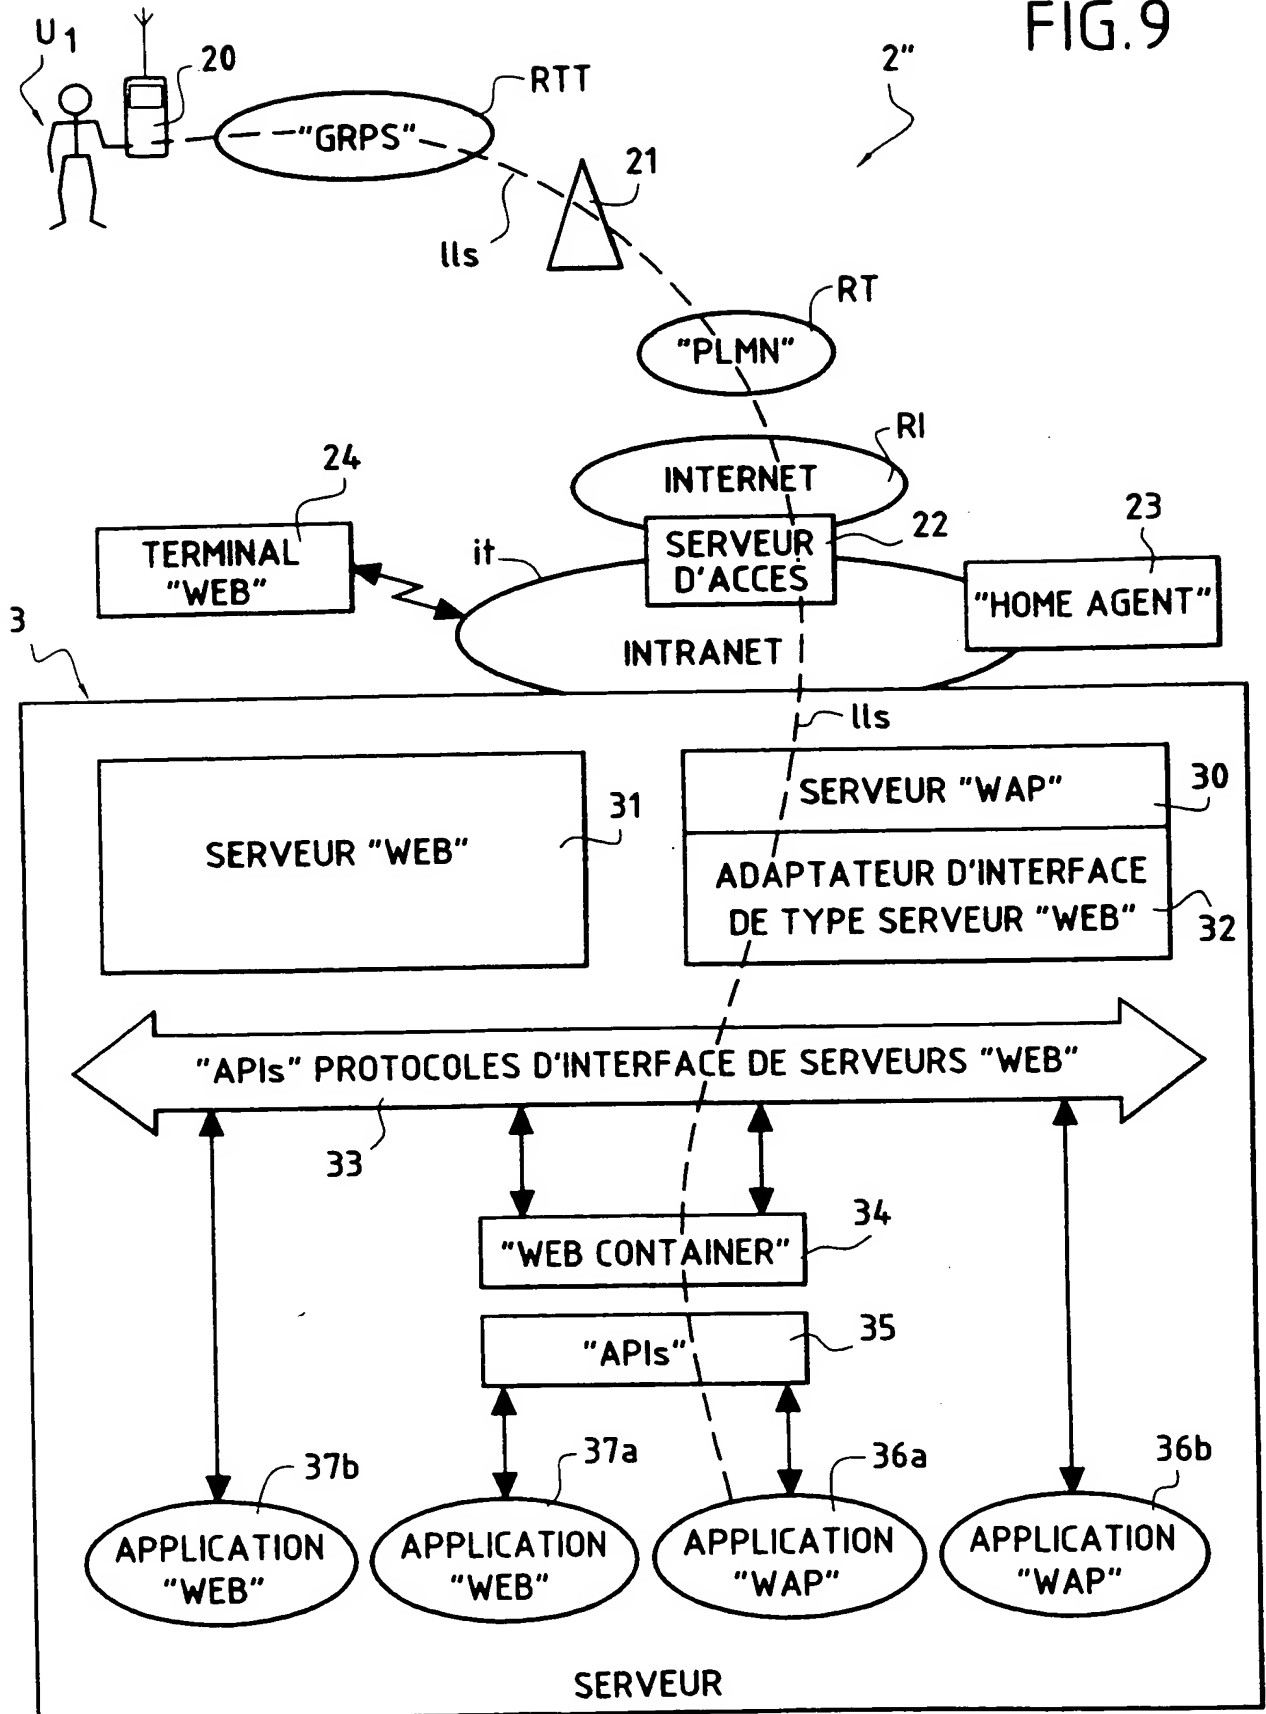 FIG.9
U1
20
RTT
2"
"GRPS"
21
lls
RT
"PLMN"
RI
24
INTERNET
23
22
TERMINAL
"WEB"
it
SERVEUR
D'ACCES
"HOME AGENT"
3
INTRANET
lls
SERVEUR "WAP"
30
31
SERVEUR "WEB"
ADAPTATEUR D'INTERFACE
DE TYPE SERVEUR "WEB"
32
"APIs" PROTOCOLES D'INTERFACE DE SERVEURS "WEB"
33
34
"WEB CONTAINER"
35
"APIs"
37b
37a
36a
36b
APPLICATION
"WEB"
APPLICATION
"WEB"
APPLICATION
"WAP"
APPLICATION
"WAP"
SERVEUR